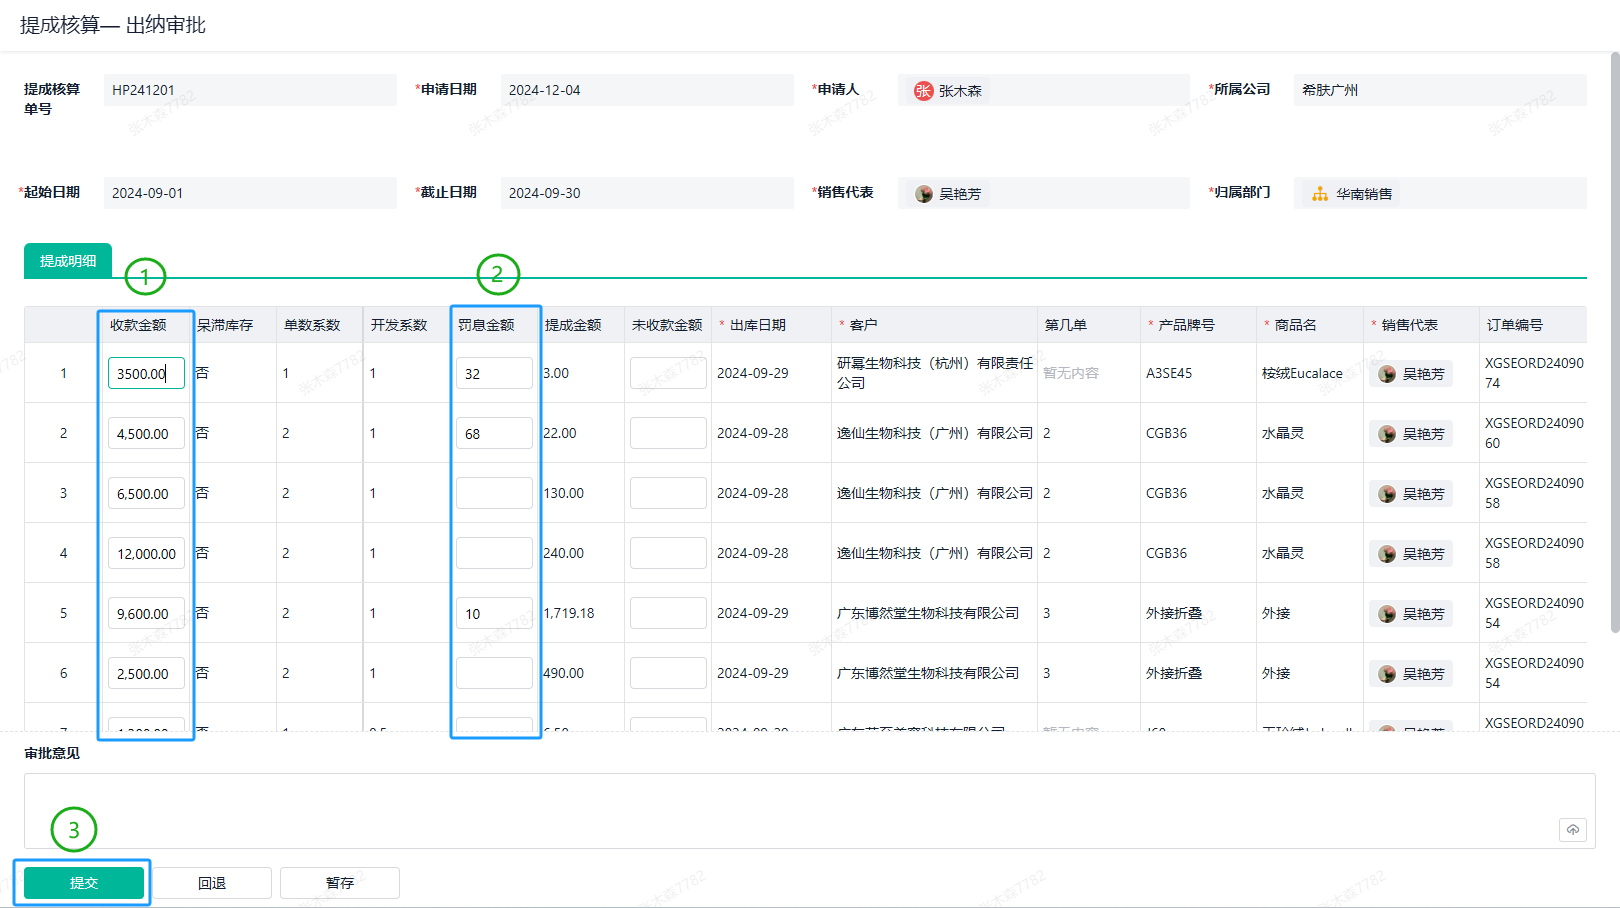 提成核算— 出纳审批
提成核算单号 HP241201 *申请日期 2024-12-04 *申请人 张 张木森 *所属公司 希肤广州
*起始日期 2024-09-01 *截止日期 2024-09-30 *销售代表 吴艳芳 *归属部门 华南销售
提成明细
1 2
收款金额 呆滞库存 单数系数 开发系数 罚息金额 提成金额 未收款金额 * 出库日期 * 客户 第几单 * 产品牌号 * 商品名 * 销售代表 订单编号
1 3500.00 否 1 1 32 3.00 2024-09-29 研幂生物科技（杭州）有限责任公司 暂无内容 A3SE45 桉绒Eucalace 吴艳芳 XGSEORD2409074
2 4,500.00 否 2 1 68 22.00 2024-09-28 逸仙生物科技（广州）有限公司 2 CGB36 水晶灵 吴艳芳 XGSEORD2409060
3 6,500.00 否 2 1 130.00 2024-09-28 逸仙生物科技（广州）有限公司 2 CGB36 水晶灵 吴艳芳 XGSEORD2409058
4 12,000.00 否 2 1 240.00 2024-09-28 逸仙生物科技（广州）有限公司 2 CGB36 水晶灵 吴艳芳 XGSEORD2409058
5 9,600.00 否 2 1 10 1,719.18 2024-09-29 广东博然堂生物科技有限公司 3 外接折叠 外接 吴艳芳 XGSEORD2409054
6 2,500.00 否 2 1 490.00 2024-09-29 广东博然堂生物科技有限公司 3 外接折叠 外接 吴艳芳 XGSEORD2409054
XGSEORD24090
审批意见
3
提交 回退 暂存
张木森7782